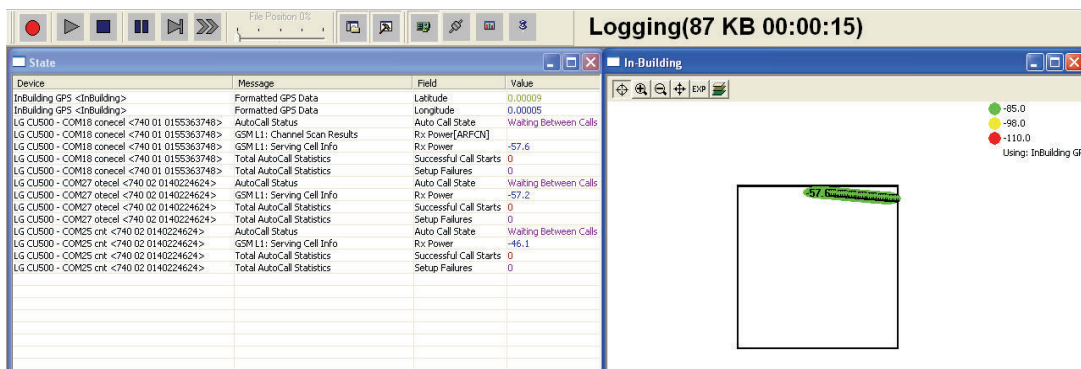 File Position 0%
Logging(87 KB 00:00:15)
State
Device Message Field Value
InBuilding GPS <InBuilding> Formatted GPS Data Latitude 0.00009
InBuilding GPS <InBuilding> Formatted GPS Data Longitude 0.00005
LG CU500 - COM18 conecel <740 01 0155363748> AutoCall Status Auto Call State Waiting Between Calls
LG CU500 - COM18 conecel <740 01 0155363748> GSM L1: Channel Scan Results Rx Power[ARFCN]
LG CU500 - COM18 conecel <740 01 0155363748> GSM L1: Serving Cell Info Rx Power -57.6
LG CU500 - COM18 conecel <740 01 0155363748> Total AutoCall Statistics Successful Call Starts 0
LG CU500 - COM18 conecel <740 01 0155363748> Total AutoCall Statistics Setup Failures 0
LG CU500 - COM27 otecel <740 02 0140224624> AutoCall Status Auto Call State Waiting Between Calls
LG CU500 - COM27 otecel <740 02 0140224624> GSM L1: Serving Cell Info Rx Power -57.2
LG CU500 - COM27 otecel <740 02 0140224624> Total AutoCall Statistics Successful Call Starts 0
LG CU500 - COM27 otecel <740 02 0140224624> Total AutoCall Statistics Setup Failures 0
LG CU500 - COM25 cnt <740 02 0140224624> AutoCall Status Auto Call State Waiting Between Calls
LG CU500 - COM25 cnt <740 02 0140224624> GSM L1: Serving Cell Info Rx Power -46.1
LG CU500 - COM25 cnt <740 02 0140224624> Total AutoCall Statistics Successful Call Starts 0
LG CU500 - COM25 cnt <740 02 0140224624> Total AutoCall Statistics Setup Failures 0
In-Building
EXP
-85.0
-98.0
-110.0
Using: InBuilding GP
-57.6